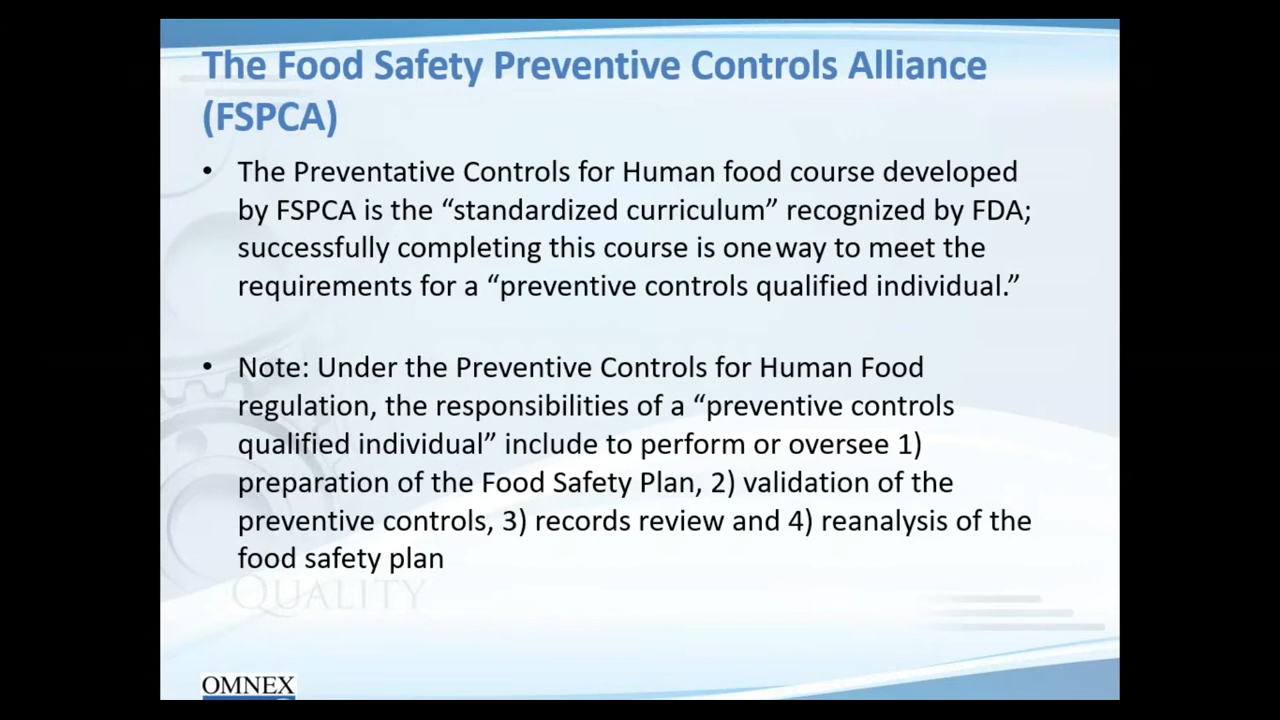 The Food Safety Preventive Controls Alliance
(FSPCA)
• The Preventative Controls for Human food course developed
by FSPCA is the “standardized curriculum” recognized by FDA;
successfully completing this course is one way to meet the
requirements for a “preventive controls qualified individual.”
• Note: Under the Preventive Controls for Human Food
regulation, the responsibilities of a “preventive controls
qualified individual” include to perform or oversee 1)
preparation of the Food Safety Plan, 2) validation of the
preventive controls, 3) records review and 4) reanalysis of the
food safety plan
QUALITY
OMNEX